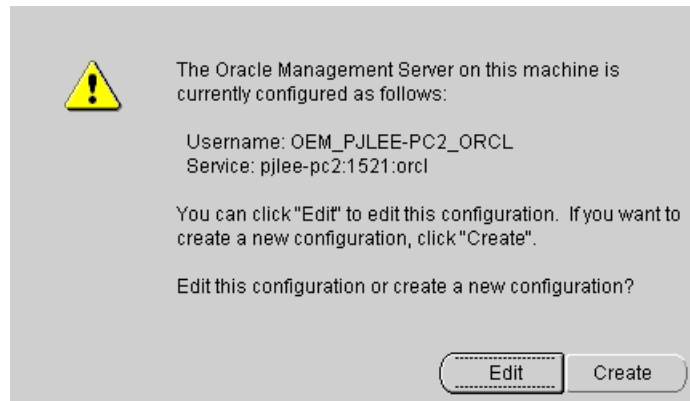 The Oracle Management Server on this machine is
currently configured as follows:
Username: OEM_PJLEE-PC2_ORCL
Service: pjlee-pc2:1521:orcl
You can click "Edit" to edit this configuration. If you want to
create a new configuration, click "Create".
Edit this configuration or create a new configuration?
Edit Create